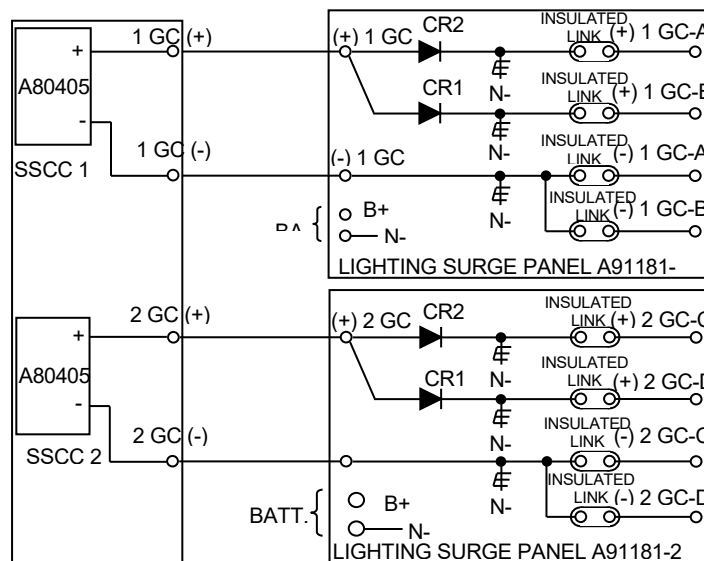 1 GC (+)
(+) 1 GC
CR2
INSULATED
LINK
(+) 1 GC-A
+
A80405
-
SSCC 1
N-
CR1
INSULATED
LINK
(+) 1 GC-B
N-
1 GC (-)
(-) 1 GC
INSULATED
LINK
(-) 1 GC-A
N-
INSULATED
LINK
(-) 1 GC-B
B+
N-
LIGHTING SURGE PANEL A91181-
2 GC (+)
(+) 2 GC
CR2
INSULATED
LINK
(+) 2 GC-C
+
A80405
-
SSCC 2
N-
CR1
INSULATED
LINK
(+) 2 GC-D
N-
2 GC (-)
INSULATED
LINK
(-) 2 GC-C
N-
INSULATED
LINK
(-) 2 GC-D
BATT.
B+
N-
LIGHTING SURGE PANEL A91181-2